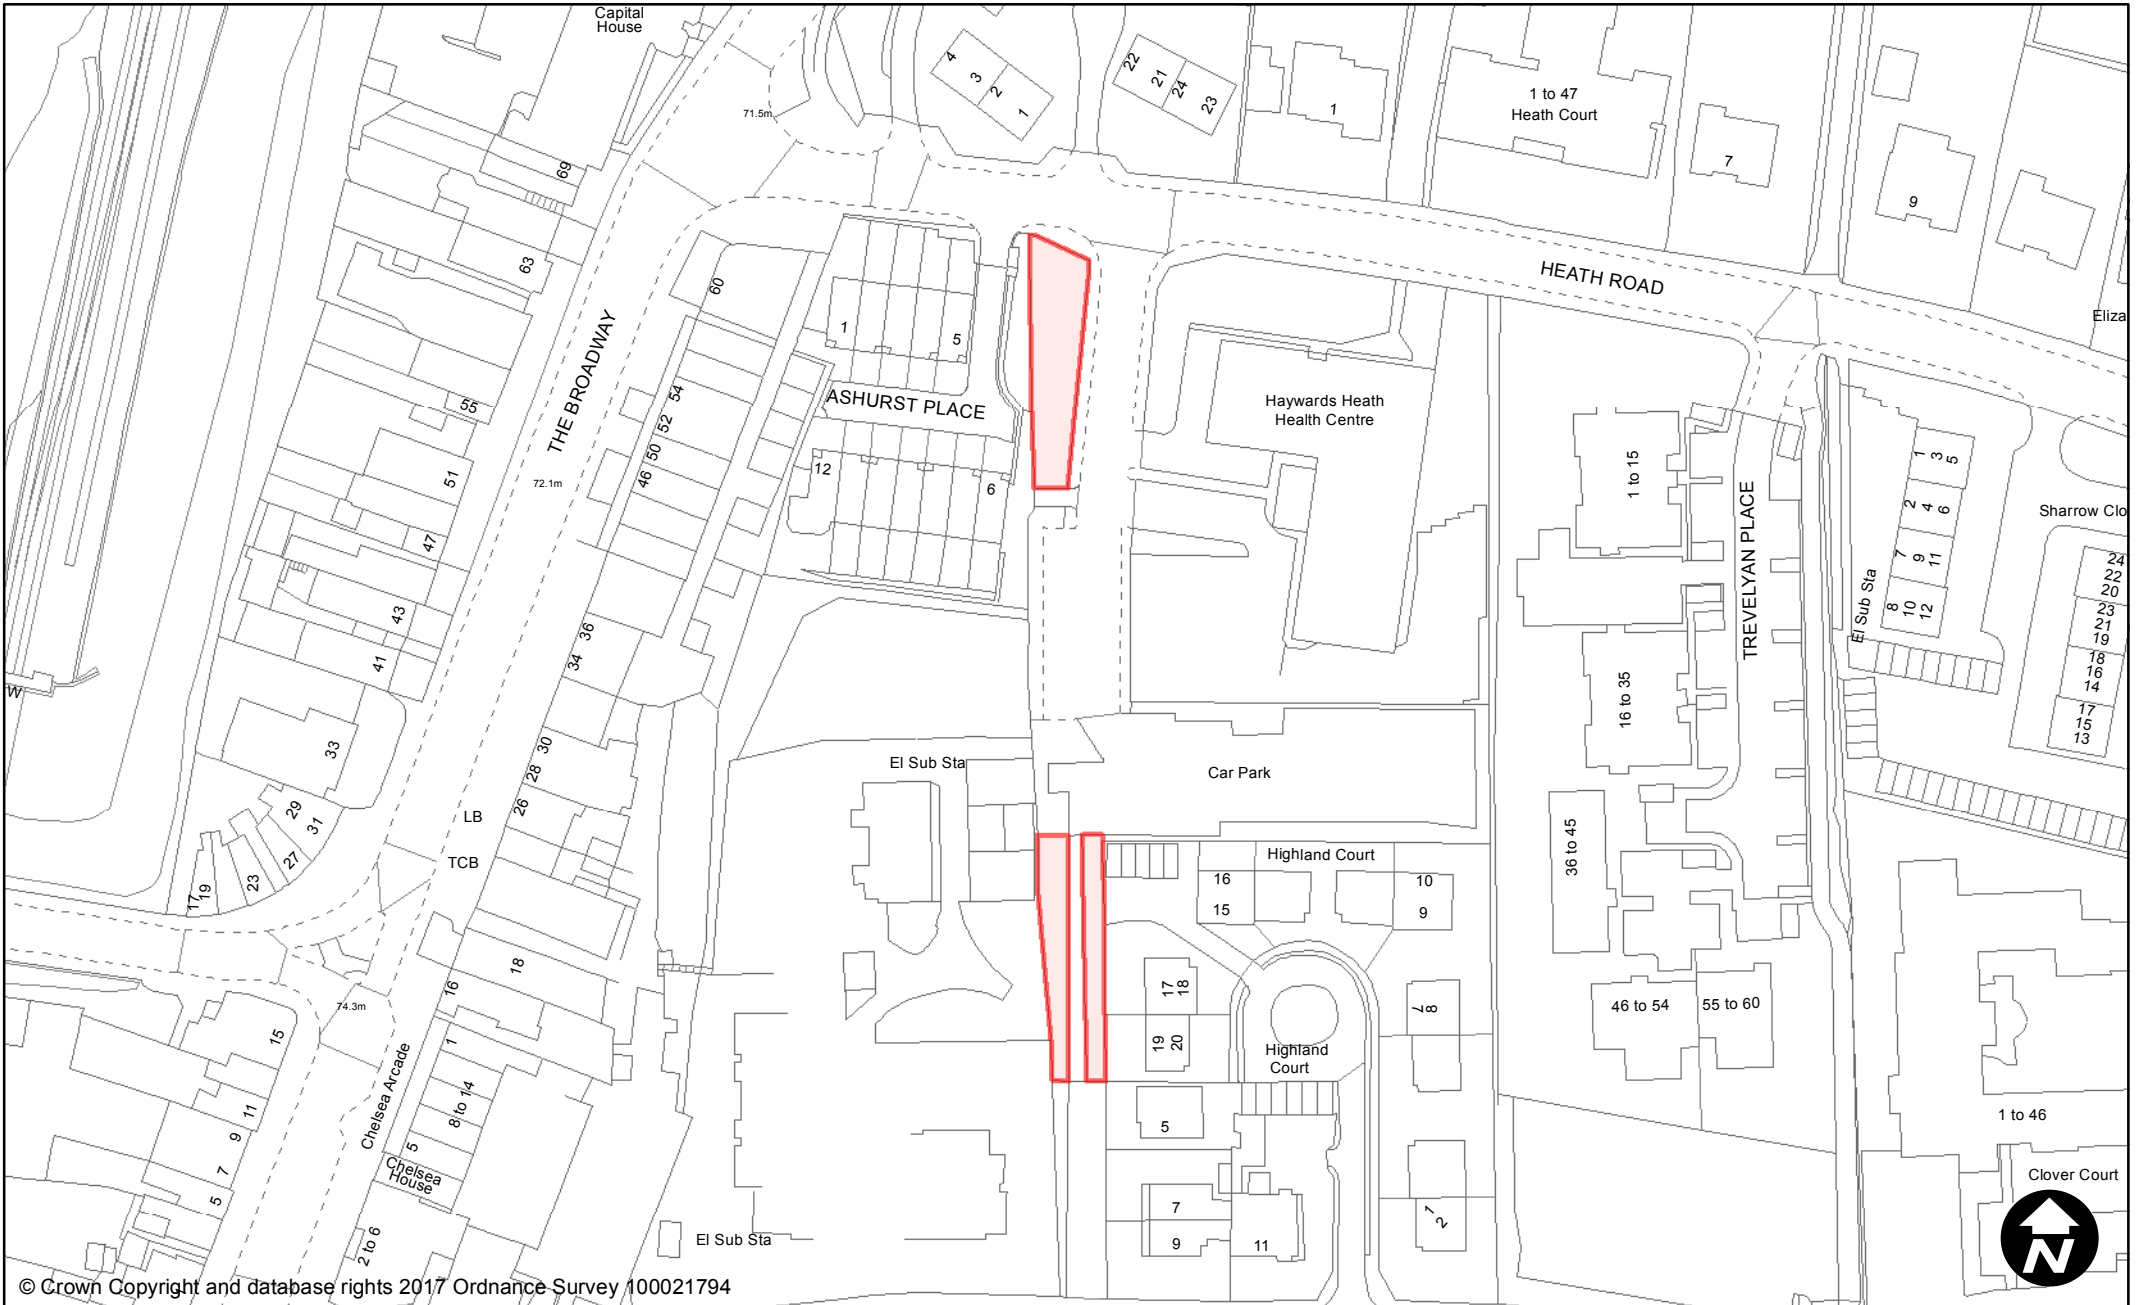 Capital
House
71.5m
4
3
2
1
22
21
24
23
1
1 to 47
Heath Court
7
9
69
63
60
HEATH ROAD
Eliza
1
5
THE BROADWAY
55
54
52
50
46
ASHURST PLACE
Haywards Heath
Health Centre
51
72.1m
12
6
47
1 to 15
TREVELYAN PLACE
1
3
5
2
4
6
7
9
11
8
10
12
El Sub Sta
Sharrow Clo
24
22
20
23
21
19
18
16
14
17
15
13
43
41
36
34
16 to 35
W
33
30
28
26
El Sub Sta
Car Park
29
31
27
23
19
17
LB
TCB
36 to 45
Highland Court
16
15
10
9
18
16
17
18
19
20
7
8
46 to 54
55 to 60
74.3m
15
11
9
7
5
Chelsea Arcade
1
8 to 14
5
Chelsea
House
2 to 6
Highland
Court
5
7
9
11
1
2
1 to 46
Clover Court
El Sub Sta
N
© Crown Copyright and database rights 2017 Ordnance Survey 100021794